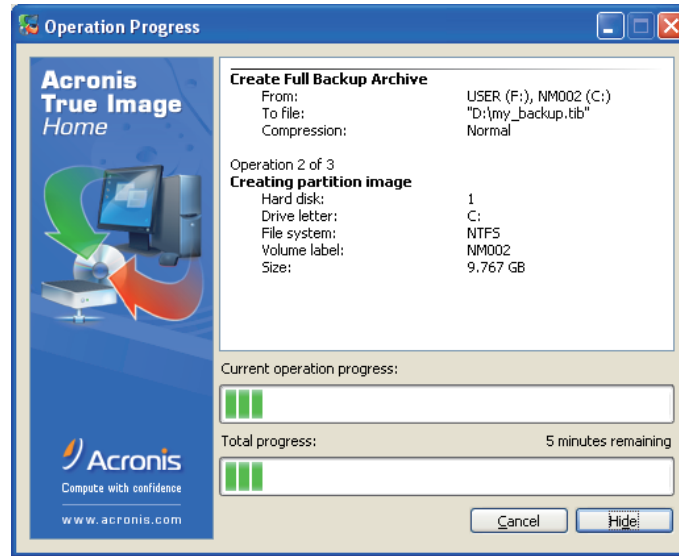 Operation Progress
Acronis
True Image
Home
Create Full Backup Archive
From: USER (F:), NM002 (C:)
To file: "D:\my_backup.tib"
Compression: Normal
Operation 2 of 3
Creating partition image
Hard disk: 1
Drive letter: C:
File system: NTFS
Volume label: NM002
Size: 9.767 GB
Current operation progress:
Total progress: 5 minutes remaining
Acronis
Compute with confidence
www.acronis.com
Cancel Hide